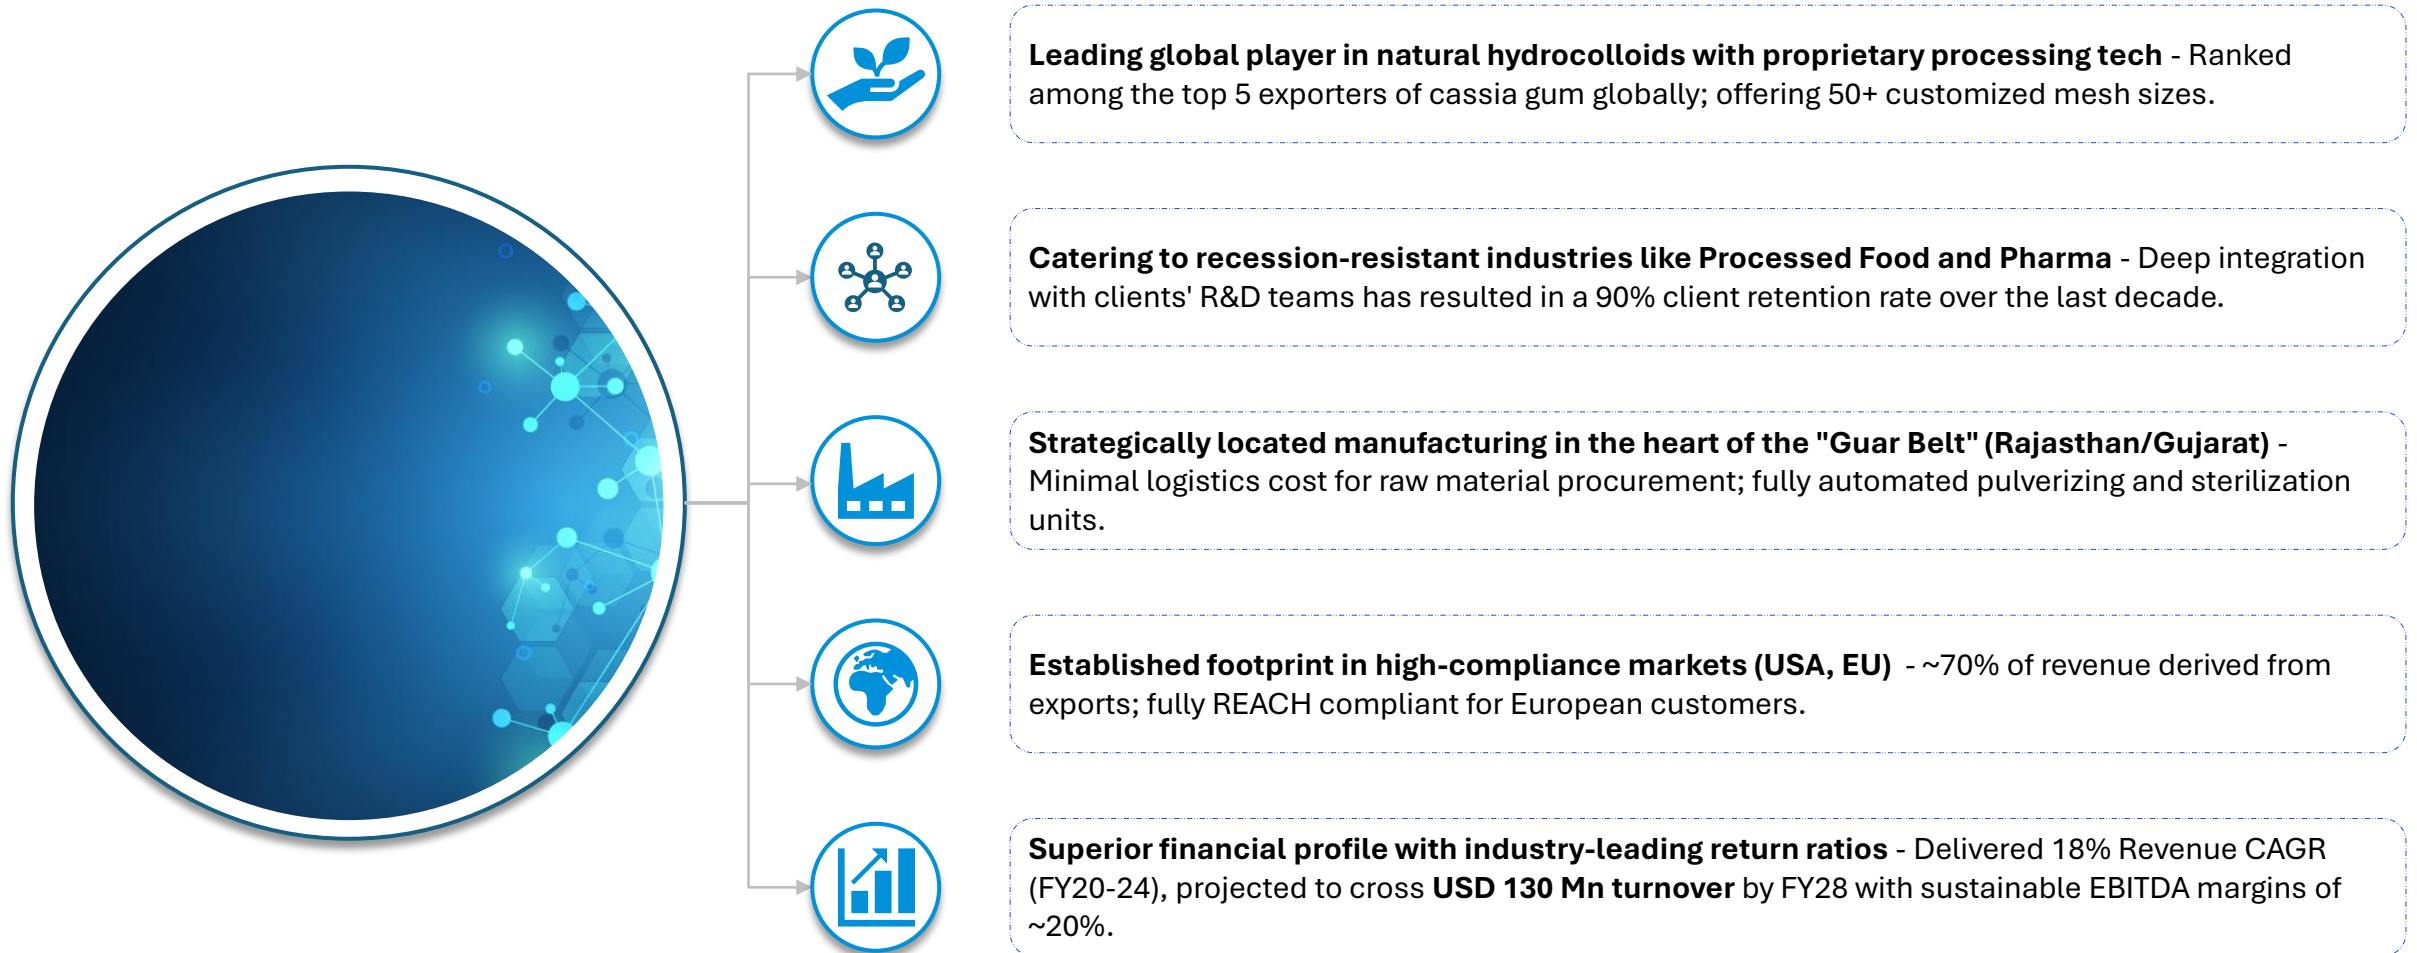 Leading global player in natural hydrocolloids with proprietary processing tech - Ranked
among the top 5 exporters of cassia gum globally; offering 50+ customized mesh sizes.
Catering to recession-resistant industries like Processed Food and Pharma - Deep integration
with clients' R&D teams has resulted in a 90% client retention rate over the last decade.
Strategically located manufacturing in the heart of the "Guar Belt" (Rajasthan/Gujarat) -
Minimal logistics cost for raw material procurement; fully automated pulverizing and sterilization
units.
Established footprint in high-compliance markets (USA, EU)  - ~70% of revenue derived from
exports; fully REACH compliant for European customers.
Superior financial profile with industry-leading return ratios - Delivered 18% Revenue CAGR
(FY20-24), projected to cross USD 130 Mn turnover by FY28 with sustainable EBITDA margins of
~20%.